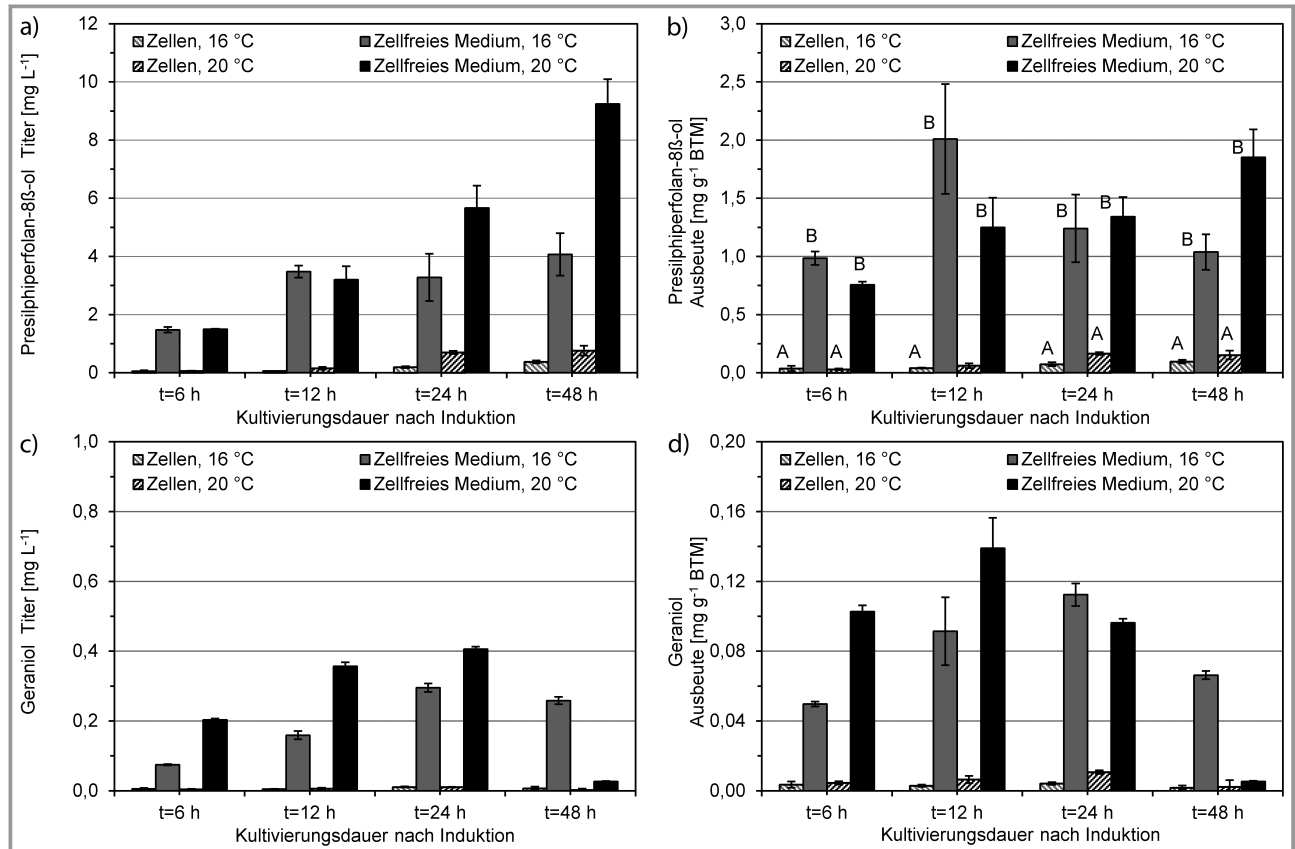 a)
Presilphiperfolan-8ß-ol Titer [mg L-1]
12
10
8
6
4
2
0
Zellen, 16 °C
Zellfreies Medium, 16 °C
Zellen, 20 °C
Zellfreies Medium, 20 °C
t=6 h
t=12 h
t=24 h
t=48 h
Kultivierungsdauer nach Induktion
b)
Presilphiperfolan-8ß-ol
Ausbeute [mg g-1 BTM]
3,0
2,5
2,0
1,5
1,0
0,5
0,0
Zellen, 16 °C
Zellfreies Medium, 16 °C
Zellen, 20 °C
Zellfreies Medium, 20 °C
A
B
A
B
A
B
B
A
B
A
B
A
B
A
B
t=6 h
t=12 h
t=24 h
t=48 h
Kultivierungsdauer nach Induktion
c)
Geraniol Titer [mg L-1]
1,0
0,8
0,6
0,4
0,2
0,0
Zellen, 16 °C
Zellfreies Medium, 16 °C
Zellen, 20 °C
Zellfreies Medium, 20 °C
t=6 h
t=12 h
t=24 h
t=48 h
Kultivierungsdauer nach Induktion
d)
Geraniol
Ausbeute [mg g-1 BTM]
0,20
0,16
0,12
0,08
0,04
0,00
Zellen, 16 °C
Zellfreies Medium, 16 °C
Zellen, 20 °C
Zellfreies Medium, 20 °C
t=6 h
t=12 h
t=24 h
t=48 h
Kultivierungsdauer nach Induktion